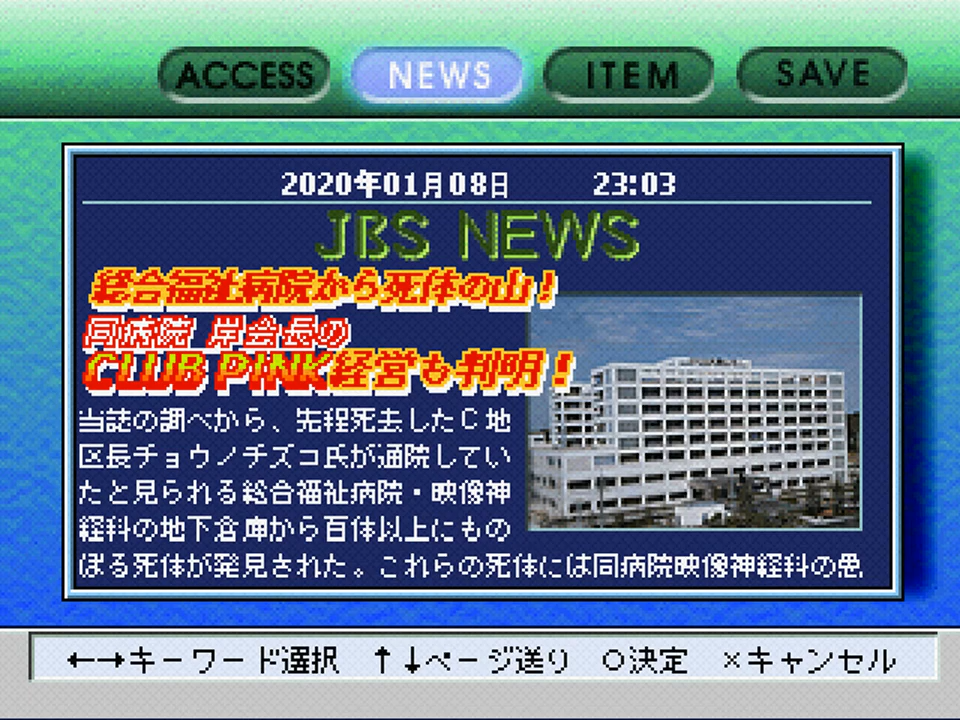 ACCESS NEWS ITEM SAVE
2020年01月08日 23:03
JBS NEWS
総合福祉病院から死体の山!
同病院 岸会長の
CLUB PINK経営も判明!
当誌の調べから、先程死去したC地
区長チョウノチズコ氏が通院してい
たと見られる総合福祉病院・映像神
経科の地下倉庫から百体以上にもの
ぼる死体が発見された。これらの死体には同病院映像神経科の患
←→キーワード選択 ↑↓ページ送り ○決定 ×キャンセル